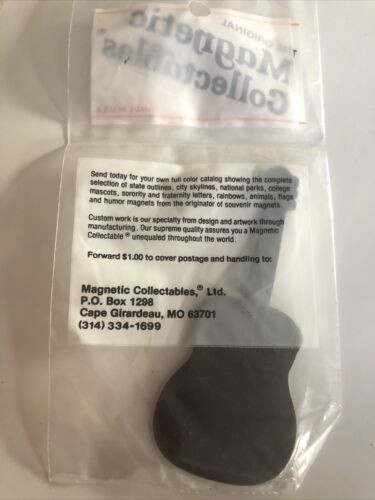 THE ORIGINAL
Magnetic
Collectables®
MADE IN U.S.A.
Send today for your own full color catalog showing the complete
selection of state outlines, city skylines, national parks, college
mascots, sorority and fraternity letters, rainbows, animals, flags
and humor magnets from the originator of souvenir magnets.
Custom work is our specialty from design and artwork through
manufacturing. Our supreme quality assures you a Magnetic
Collectable ® unequaled throughout the world.
Forward $1.00 to cover postage and handling to:
Magnetic Collectables,® Ltd.
P.O. Box 1298
Cape Girardeau, MO 63701
(314) 334-1699